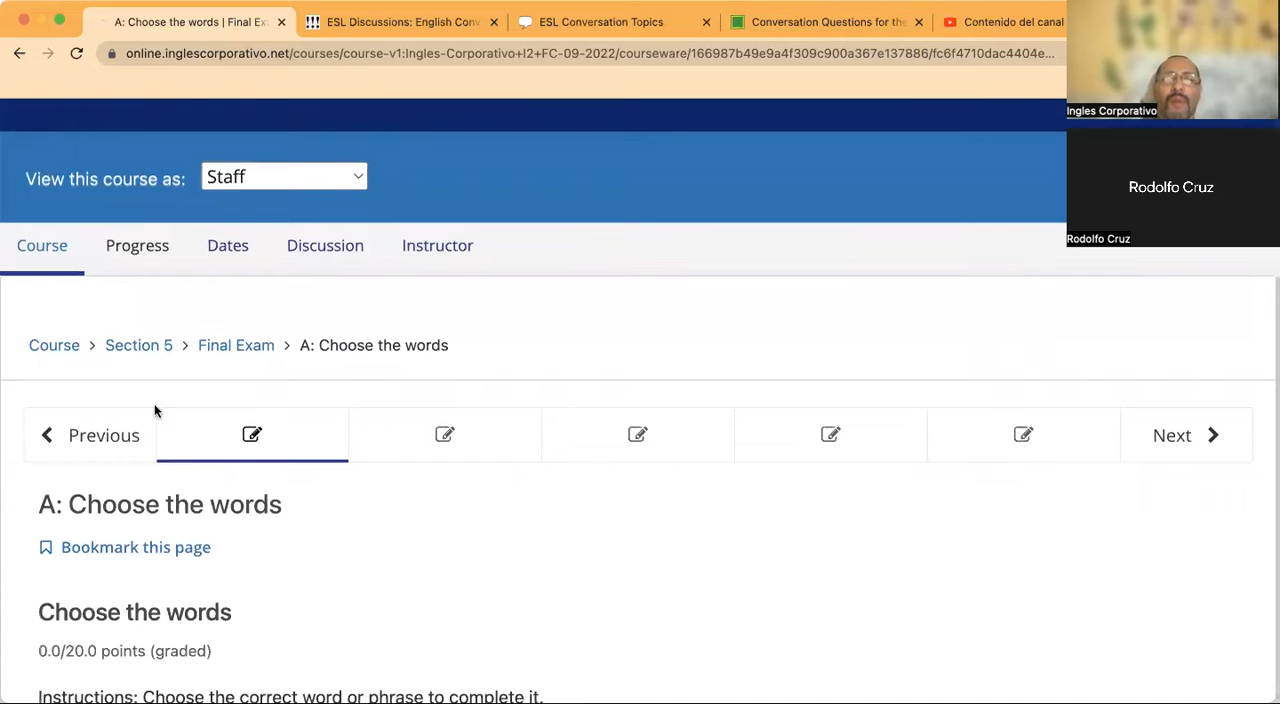 A: Choose the words | Final Ex
ESL Discussions: English Conv
ESL Conversation Topics
Conversation Questions for the
Contenido del canal
online.inglescorporativo.net/courses/course-v1:Ingles-Corporativo+I2+FC-09-2022/courseware/166987b49e9a4f309c900a367e137886/fc6f4710dac4404e...
Ingles Corporativo
View this course as:
Staff
Rodolfo Cruz
Rodolfo Cruz
Course
Progress
Dates
Discussion
Instructor
Course > Section 5 > Final Exam > A: Choose the words
Previous
Next
A: Choose the words
Bookmark this page
Choose the words
0.0/20.0 points (graded)
Instructions: Choose the correct word or phrase to complete it.